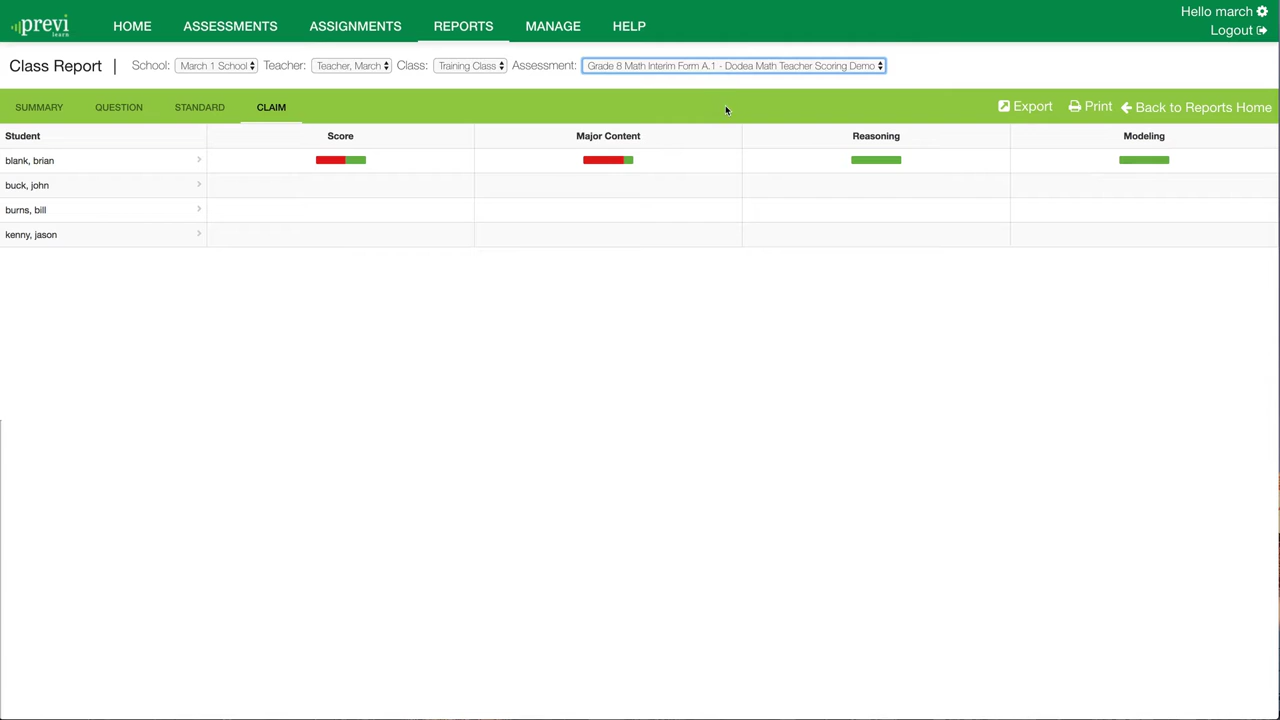 previ learn HOME ASSESSMENTS ASSIGNMENTS REPORTS MANAGE HELP Hello march
Logout
Class Report | School: March 1 School Teacher: Teacher, March Class: Training Class Assessment: Grade 8 Math Interim Form A.1 - Dodea Math Teacher Scoring Demo
SUMMARY QUESTION STANDARD CLAIM Export Print Back to Reports Home
Student Score Major Content Reasoning Modeling
blank, brian
buck, john
burns, bill
kenny, jason